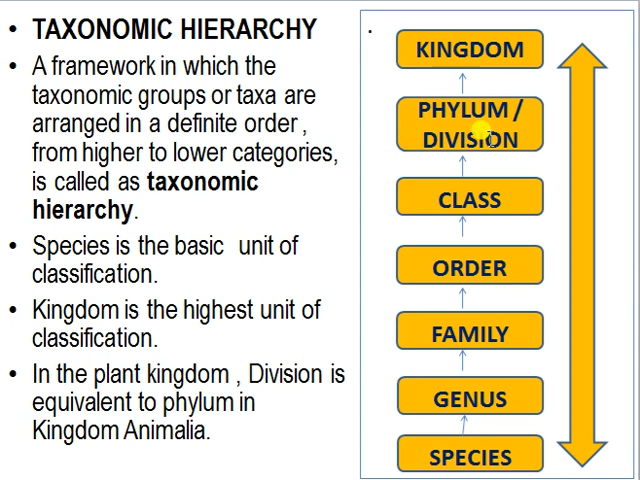 • TAXONOMIC HIERARCHY
• A framework in which the
taxonomic groups or taxa are
arranged in a definite order ,
from higher to lower categories,
is called as taxonomic
hierarchy.
• Species is the basic unit of
classification.
• Kingdom is the highest unit of
classification.
• In the plant kingdom , Division is
equivalent to phylum in
Kingdom Animalia.
.
KINGDOM
PHYLUM /
DIVISION
CLASS
ORDER
FAMILY
GENUS
SPECIES